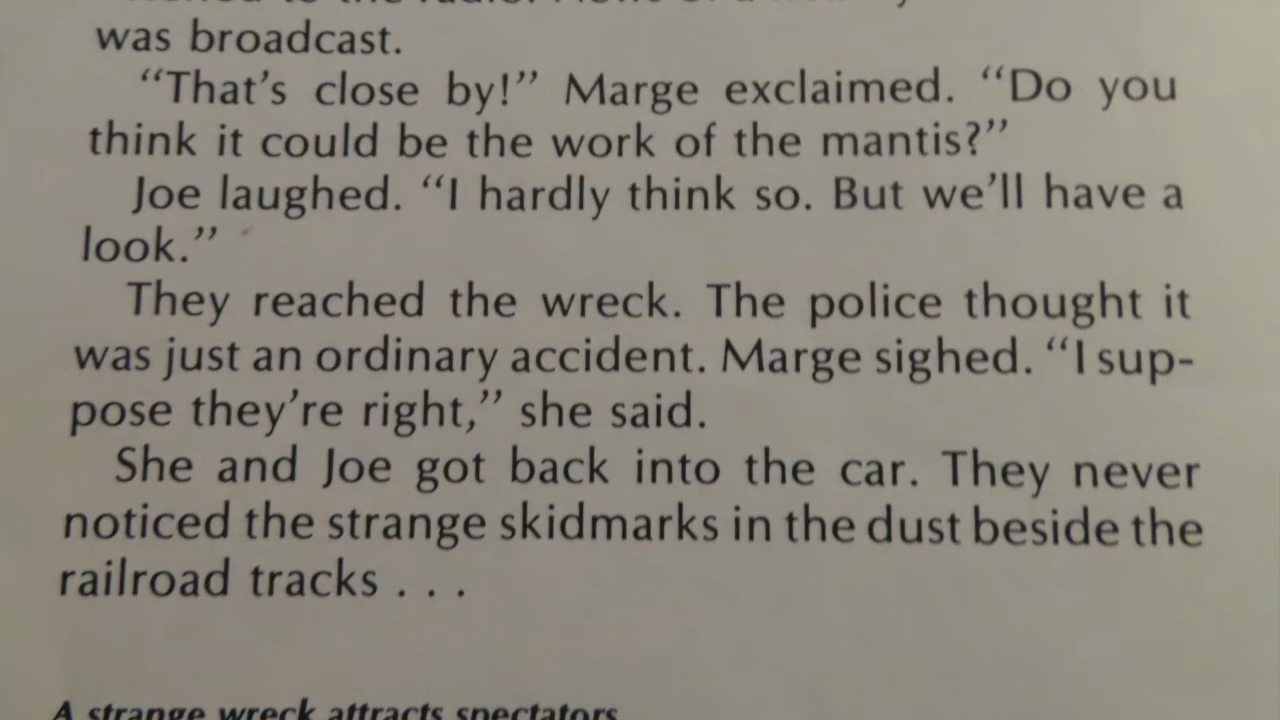 was broadcast.
“That’s close by!” Marge exclaimed. “Do you
think it could be the work of the mantis?”
Joe laughed. “I hardly think so. But we’ll have a
look.”
They reached the wreck. The police thought it
was just an ordinary accident. Marge sighed. “I sup-
pose they’re right,” she said.
She and Joe got back into the car. They never
noticed the strange skidmarks in the dust beside the
railroad tracks . . .
A strange wreck attracts spectators